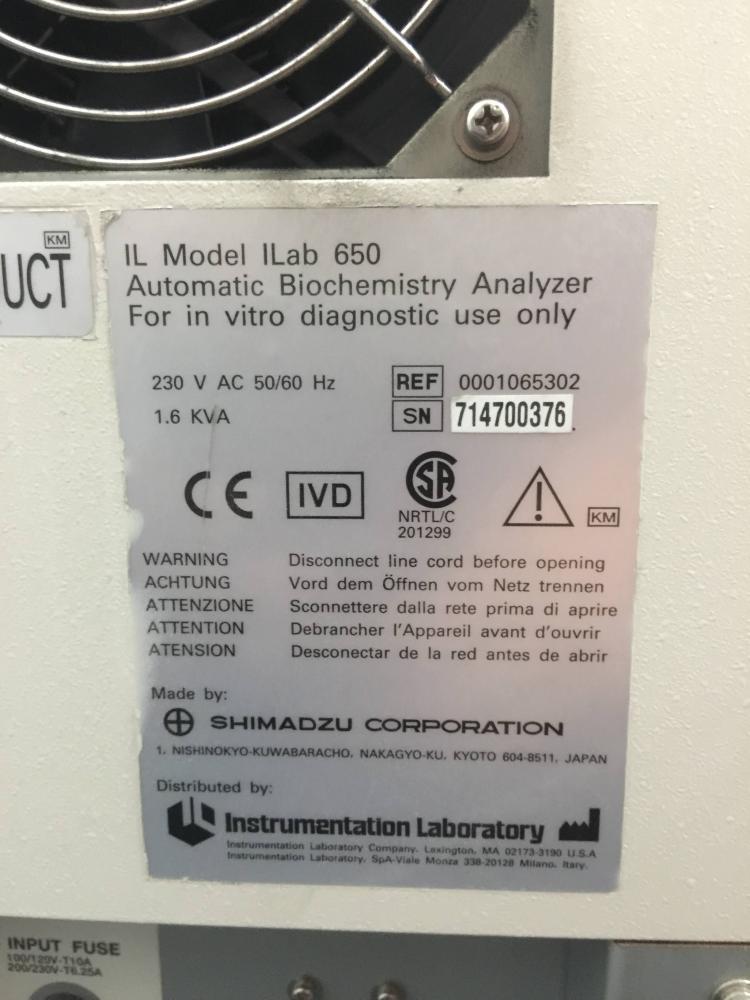 KM
UCT
IL Model ILab 650
Automatic Biochemistry Analyzer
For in vitro diagnostic use only
230 V AC 50/60 Hz
REF 0001065302
1.6 KVA
SN 714700376
CE IVD SA
NRTL/C
201299
KM
WARNING Disconnect line cord before opening
ACHTUNG Vord dem Öffnen vom Netz trennen
ATTENZIONE Sconnettere dalla rete prima di aprire
ATTENTION Debrancher l'Appareil avant d'ouvrir
ATENSION Desconectar de la red antes de abrir
Made by:
SHIMADZU CORPORATION
1, NISHINOKYO-KUWABARACHO, NAKAGYO-KU, KYOTO 604-8511, JAPAN
Distributed by:
Instrumentation Laboratory
Instrumentation Laboratory Company. Lexington, MA 02173-3190 U.S.A
Instrumentation Laboratory. SpA-Viale Monza 338-20128 Milano. Itary.
INPUT FUSE
100/120V-T10A
200/230V-T6.25A